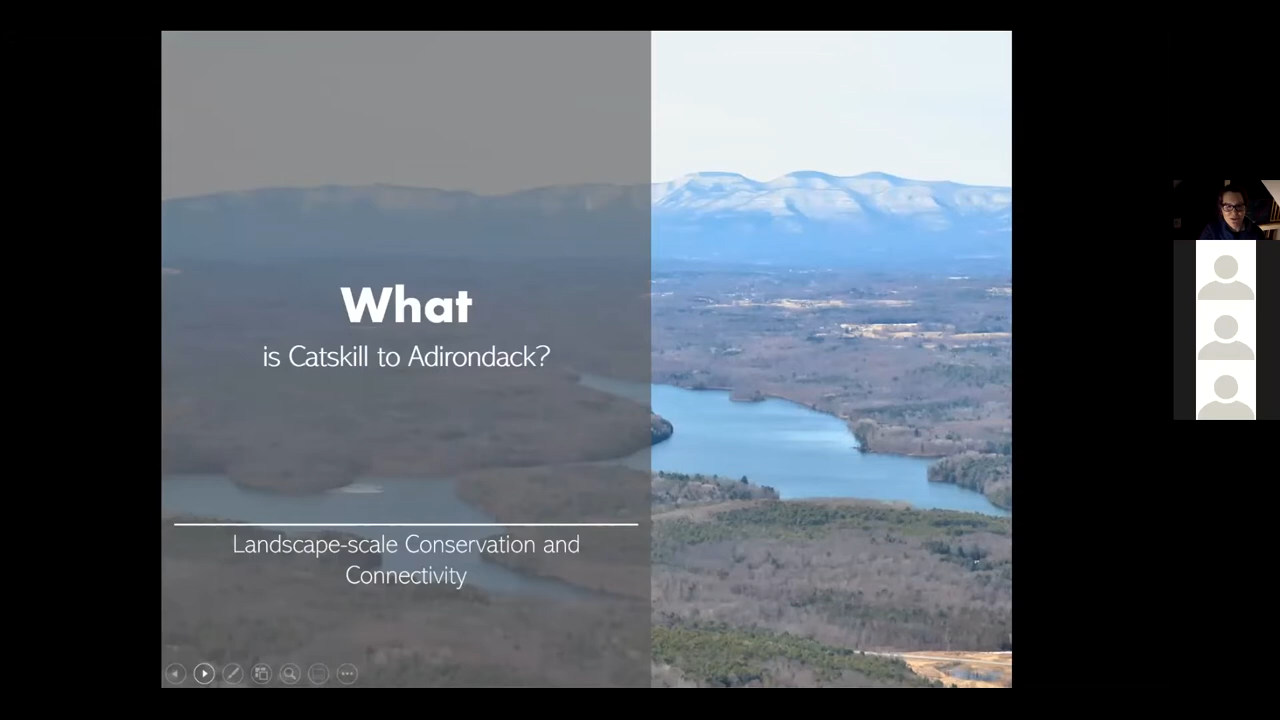 What
is Catskill to Adirondack?
Landscape-scale Conservation and
Connectivity